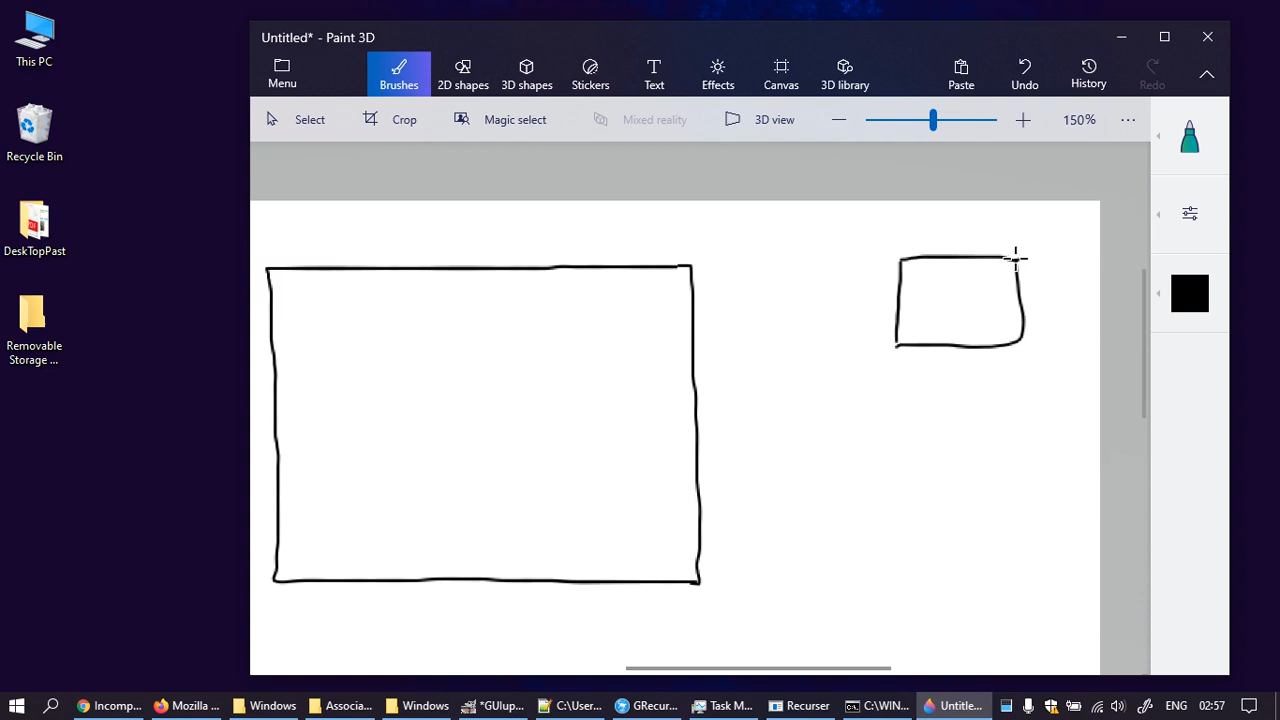 This PC
Recycle Bin
DeskTopPast
Removable
Storage ...
Untitled* - Paint 3D
Menu
Brushes
2D shapes
3D shapes
Stickers
Text
Effects
Canvas
3D library
Paste
Undo
History
Redo
Select
Crop
Magic select
Mixed reality
3D view
150%
Incomp...
Mozilla ...
Windows
Associa...
Windows
*GUIup...
C:\User...
GRecur...
Task M...
Recurser
C:\WIN...
Untitle...
ENG
02:57